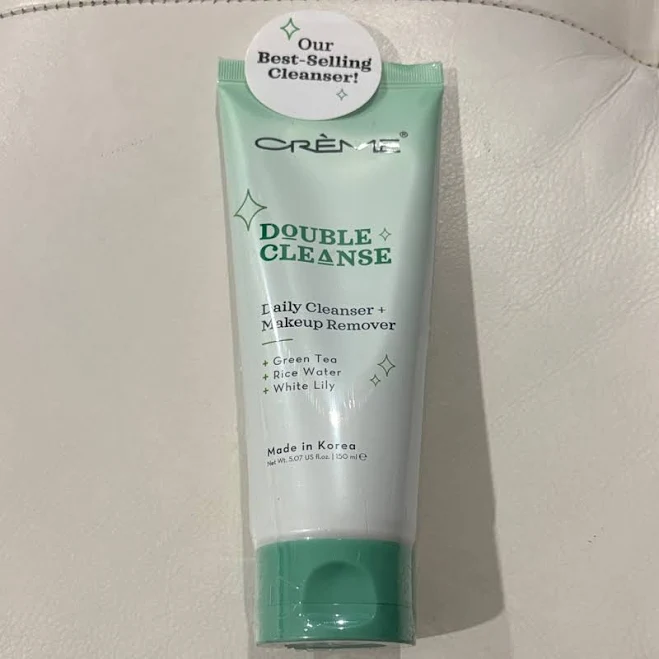 Our
Best-Selling
Cleanser!
CRÈME®
DOUBLE
CLEANSE
Daily Cleanser +
Makeup Remover
+ Green Tea
+ Rice Water
+ White Lily
Made in Korea
Net Wt. 5.07 US fl.oz. | 150 ml ℮